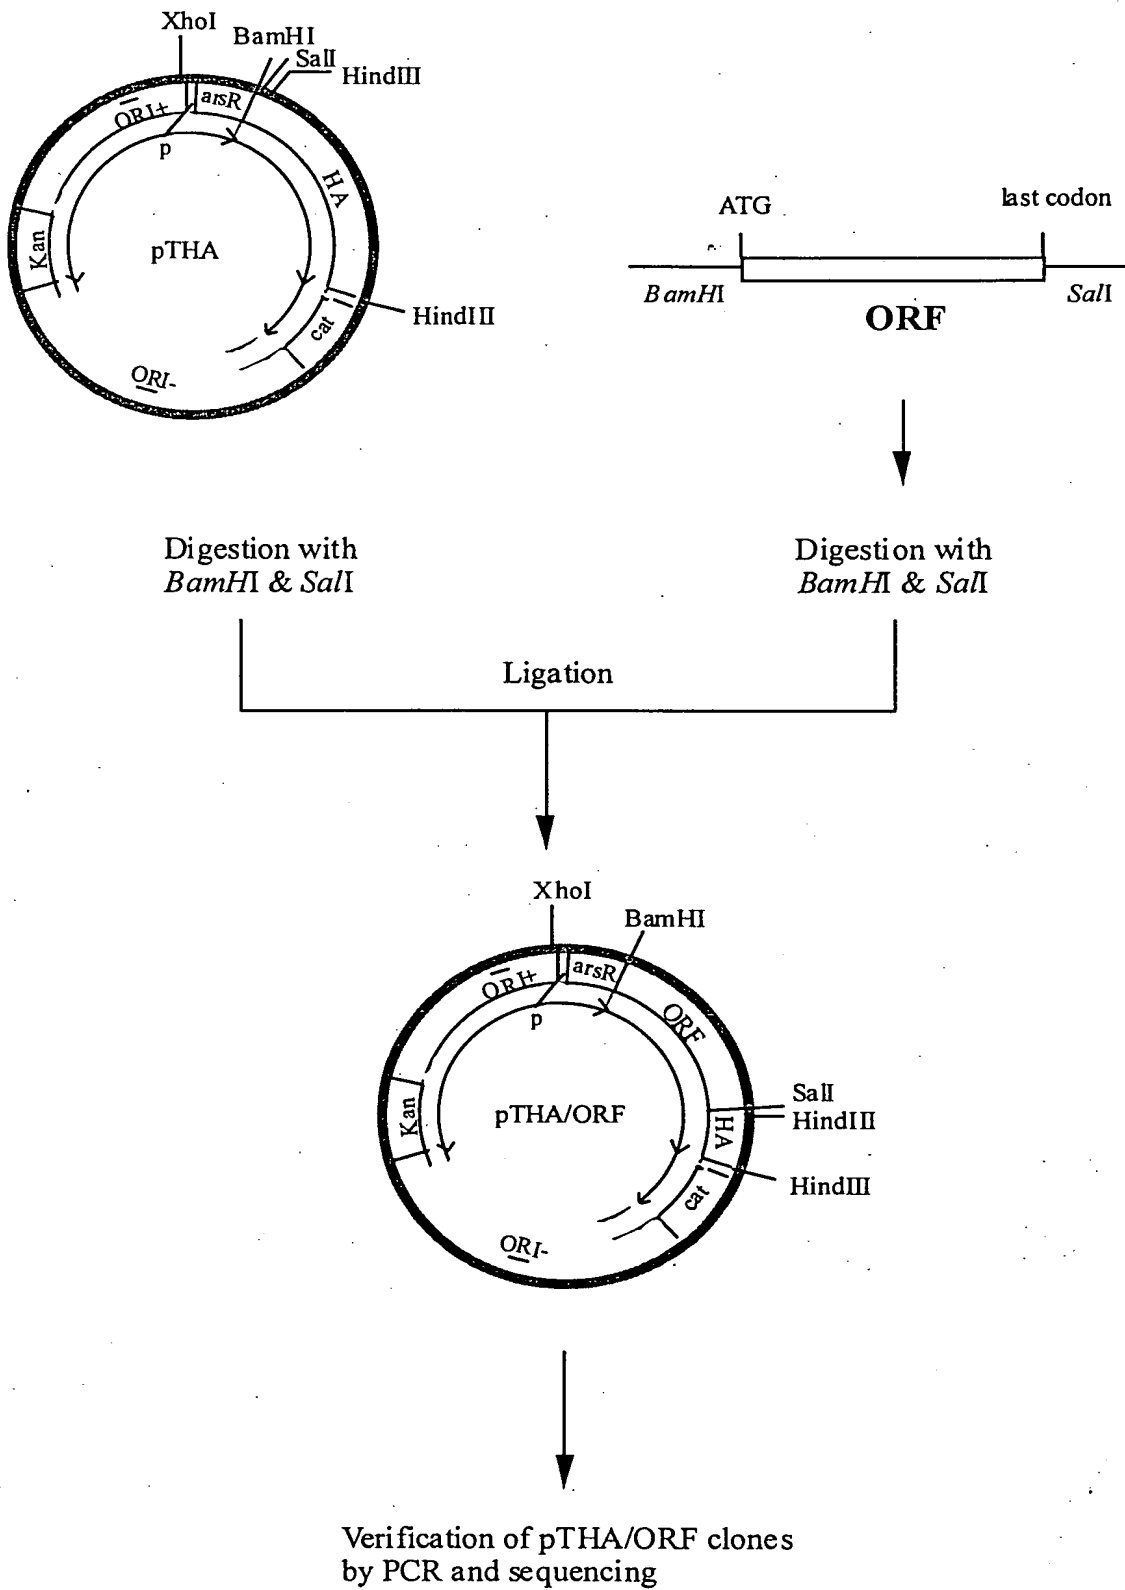 XhoI
BamHI
SalI
HindIII
arsR
ORI+
p
HA
Kan
pTHA
HindIII
cat
ORI-
ATG
last codon
BamHI
SalI
ORF
Digestion with
BamHI & SalI
Digestion with
BamHI & SalI
Ligation
XhoI
BamHI
arsR
ORI+
p
ORF
SalI
HindIII
Kan
pTHA/ORF
HA
HindIII
cat
ORI-
Verification of pTHA/ORF clones
by PCR and sequencing